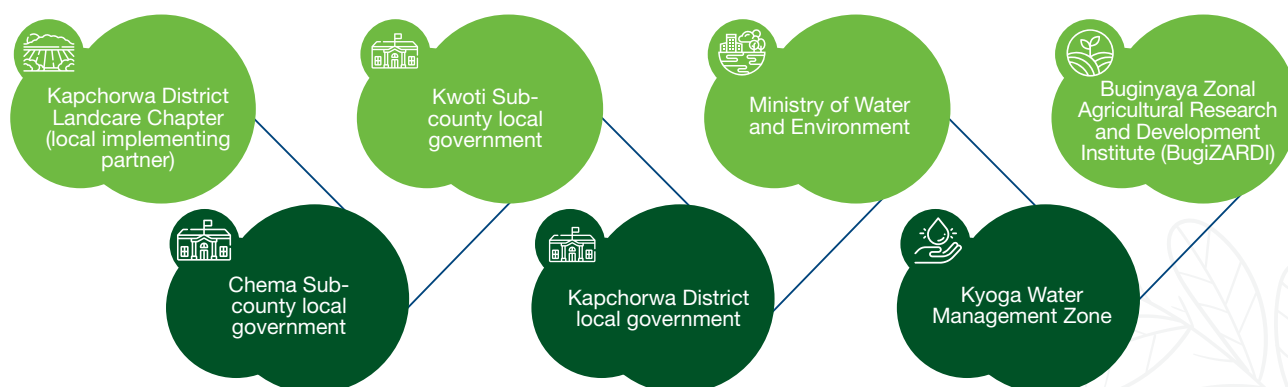 Kapchorwa District
Landcare Chapter
(local implementing
partner)
Chema Sub-
county local
government
Kwoti Sub-
county local
government
Kapchorwa District
local government
Ministry of Water
and Environment
Kyoga Water
Management Zone
Buginyaya Zonal
Agricultural Research
and Development
Institute (BugiZARDI)